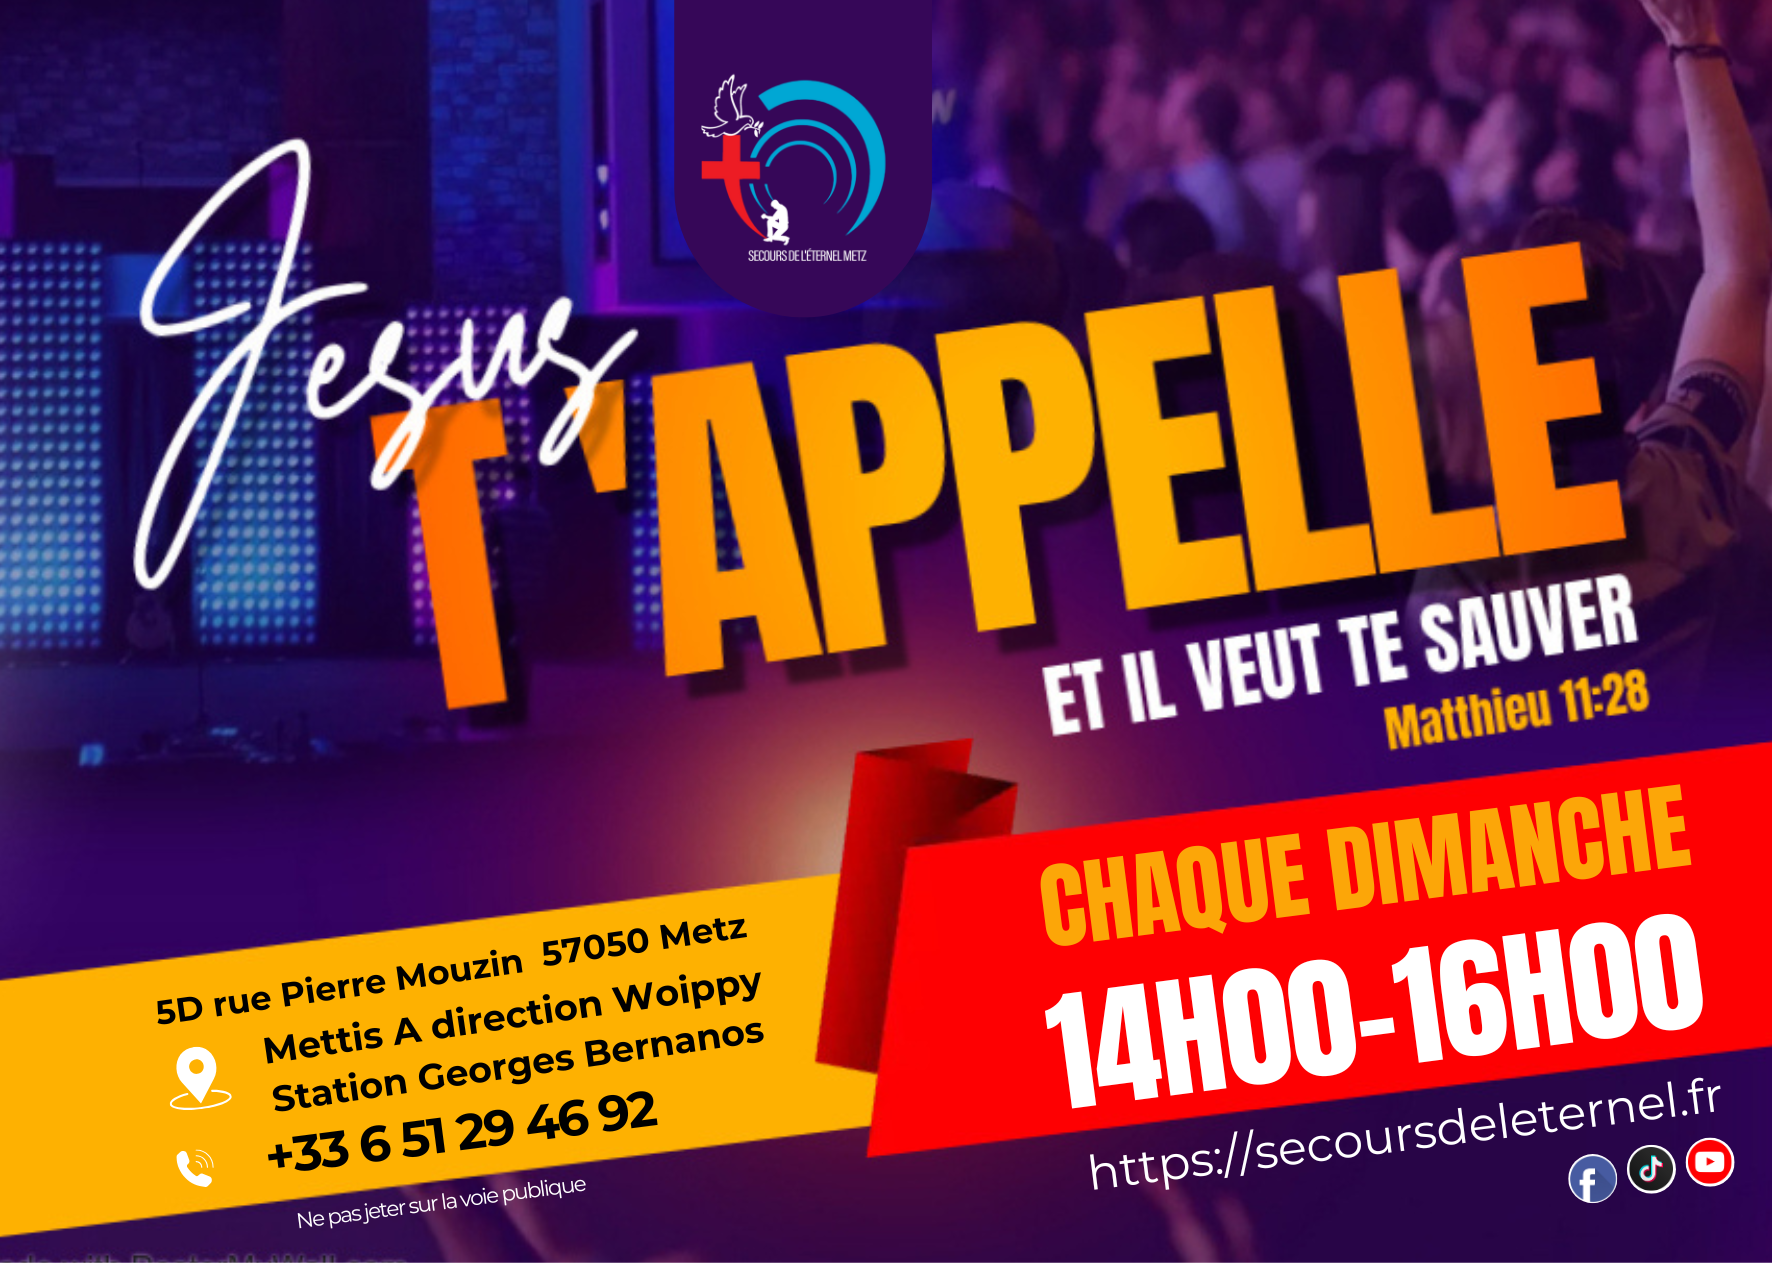 SECOURS DE L'ÉTERNEL METZ
Jesus
T'APPELLE
ET IL VEUT TE SAUVER
Matthieu 11:28
CHAQUE DIMANCHE
14H00-16H00
5D rue Pierre Mouzin 57050 Metz
Mettis A direction Woippy
Station Georges Bernanos
+33 6 51 29 46 92
https://secoursdeleternel.fr
Ne pas jeter sur la voie publique